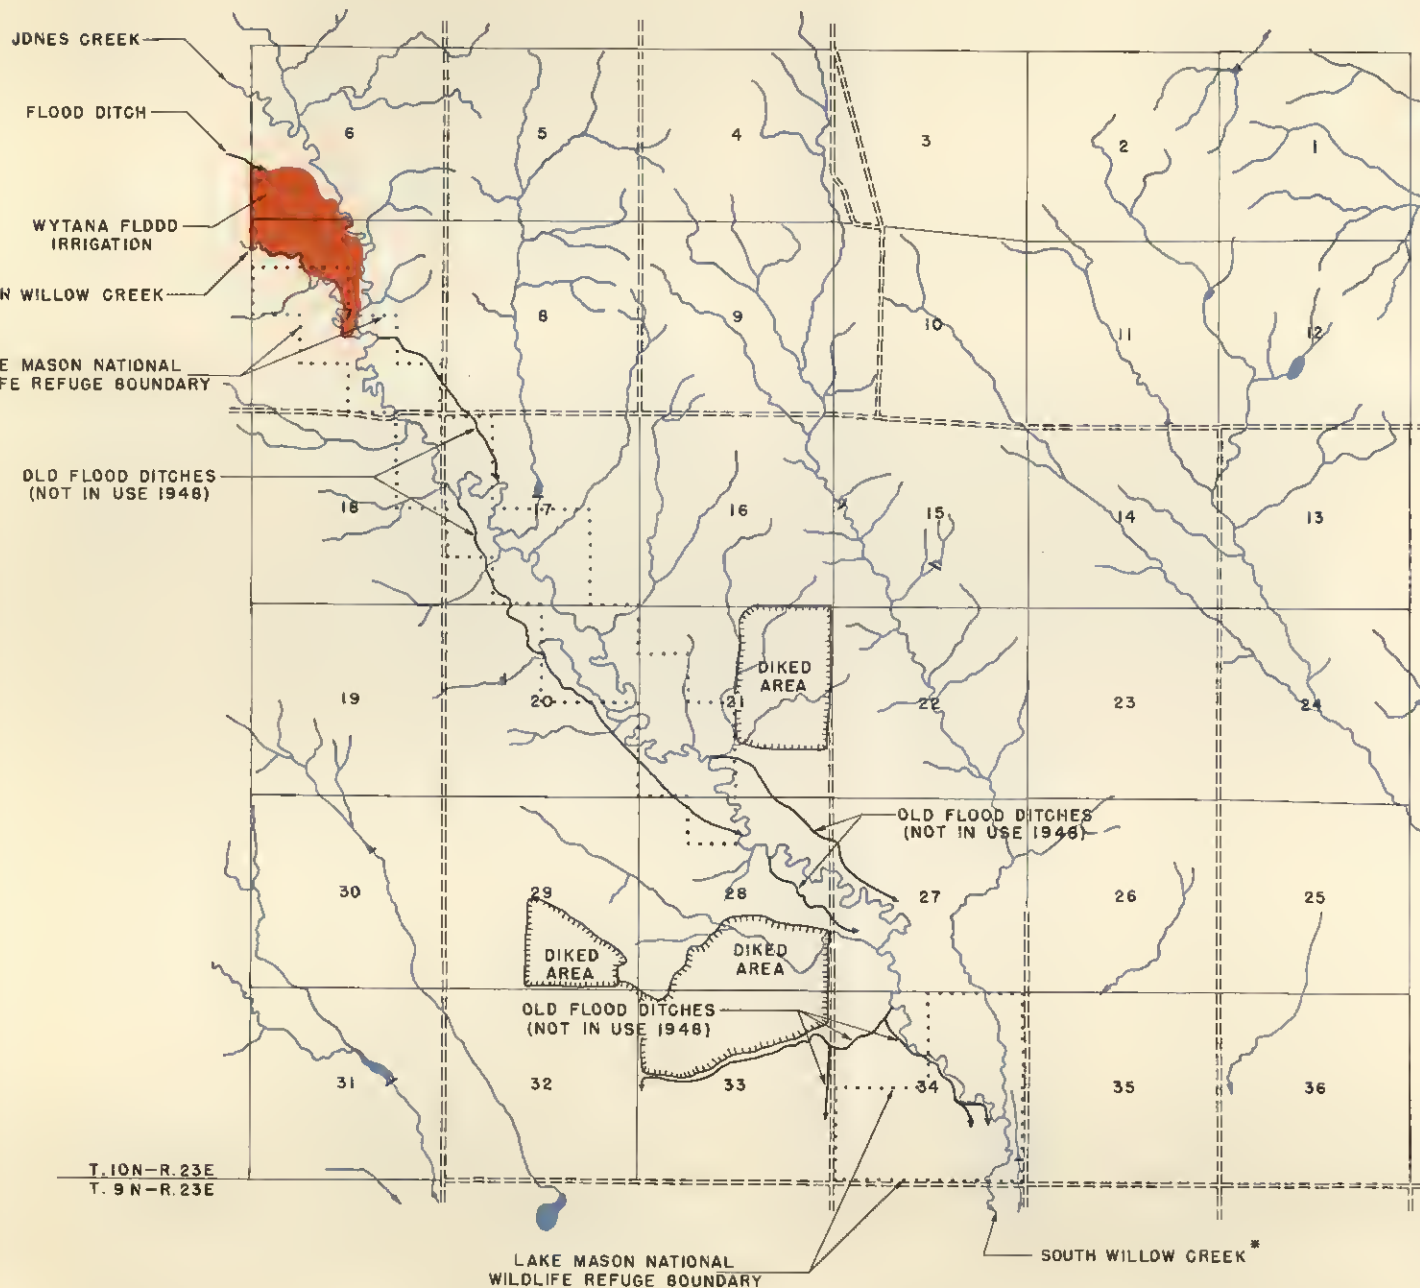 JONES CREEK
FLOOD DITCH
6
5
4
3
2
1
WYTANA FLOOD
IRRIGATION
N WILLOW CREEK
7
8
9
10
11
12
E MASON NATIONAL
FE REFUGE BOUNDARY
OLD FLOOD DITCHES
(NOT IN USE 1948)
18
17
16
15
14
13
DIKED
AREA
19
20
21
22
23
24
OLD FLOOD DITCHES
(NOT IN USE 1948)
30
29
28
27
26
25
DIKED
AREA
DIKED
AREA
OLD FLOOD DITCHES
(NOT IN USE 1948)
31
32
33
34
35
36
T. 10N-R. 23E
T. 9N-R. 23E
LAKE MASON NATIONAL
WILDLIFE REFUGE BOUNDARY
SOUTH WILLOW CREEK*